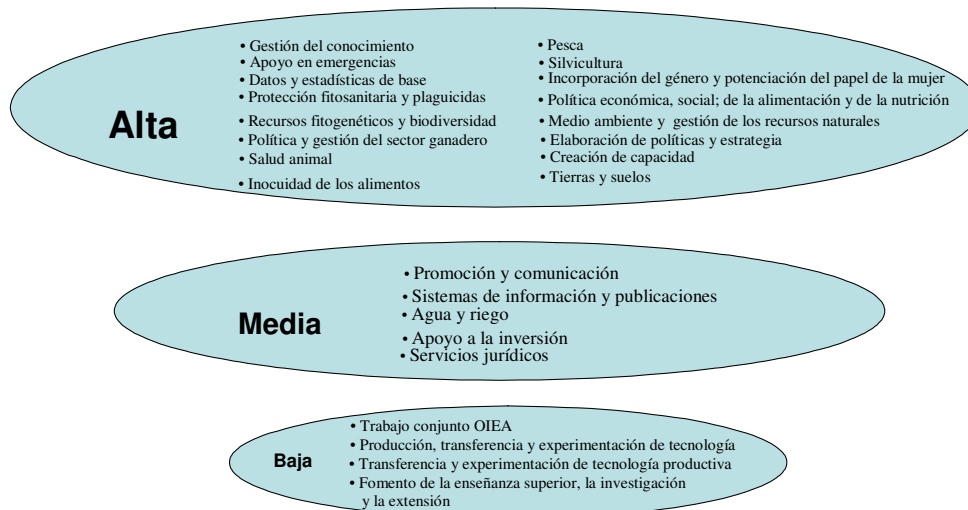 Alta
• Gestión del conocimiento
• Apoyo en emergencias
• Datos y estadísticas de base
• Protección fitosanitaria y plaguicidas
• Recursos fitogenéticos y biodiversidad
• Política y gestión del sector ganadero
• Salud animal
• Inocuidad de los alimentos
• Pesca
• Silvicultura
• Incorporación del género y potenciación del papel de la mujer
• Política económica, social; de la alimentación y de la nutrición
• Medio ambiente y gestión de los recursos naturales
• Elaboración de políticas y estrategia
• Creación de capacidad
• Tierras y suelos
Media
• Promoción y comunicación
• Sistemas de información y publicaciones
• Agua y riego
• Apoyo a la inversión
• Servicios jurídicos
Baja
• Trabajo conjunto OIEA
• Producción, transferencia y experimentación de tecnología
• Transferencia y experimentación de tecnología productiva
• Fomento de la enseñanza superior, la investigación
y la extensión